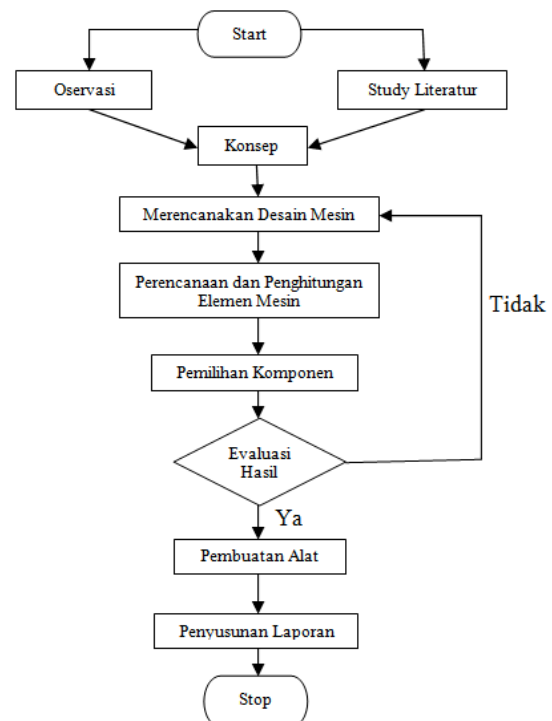 Start
Oservasi
Study Literatur
Konsep
Merencanakan Desain Mesin
Perencanaan dan Penghitungan
Elemen Mesin
Tidak
Pemilihan Komponen
Evaluasi
Hasil
Ya
Pembuatan Alat
Penyusunan Laporan
Stop